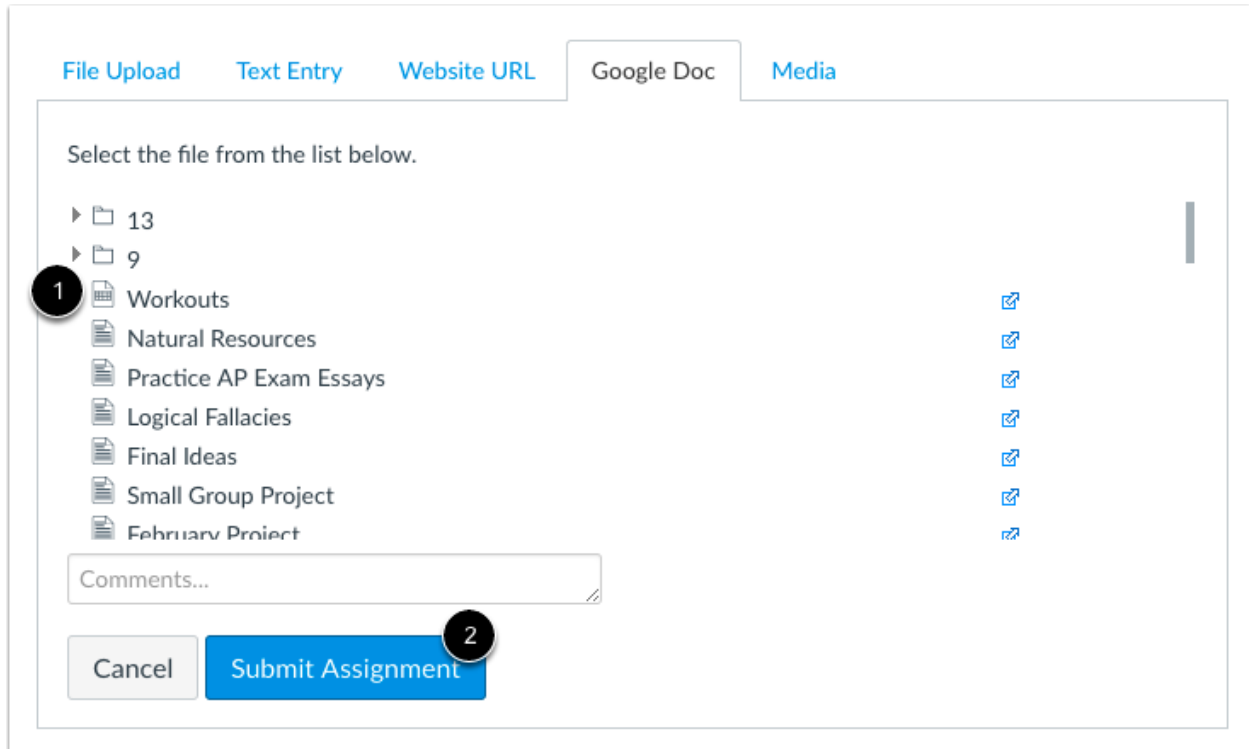 File Upload Text Entry Website URL Google Doc Media
Select the file from the list below.
13
9
1 Workouts
Natural Resources
Practice AP Exam Essays
Logical Fallacies
Final Ideas
Small Group Project
February Project
Comments...
2
Cancel Submit Assignment